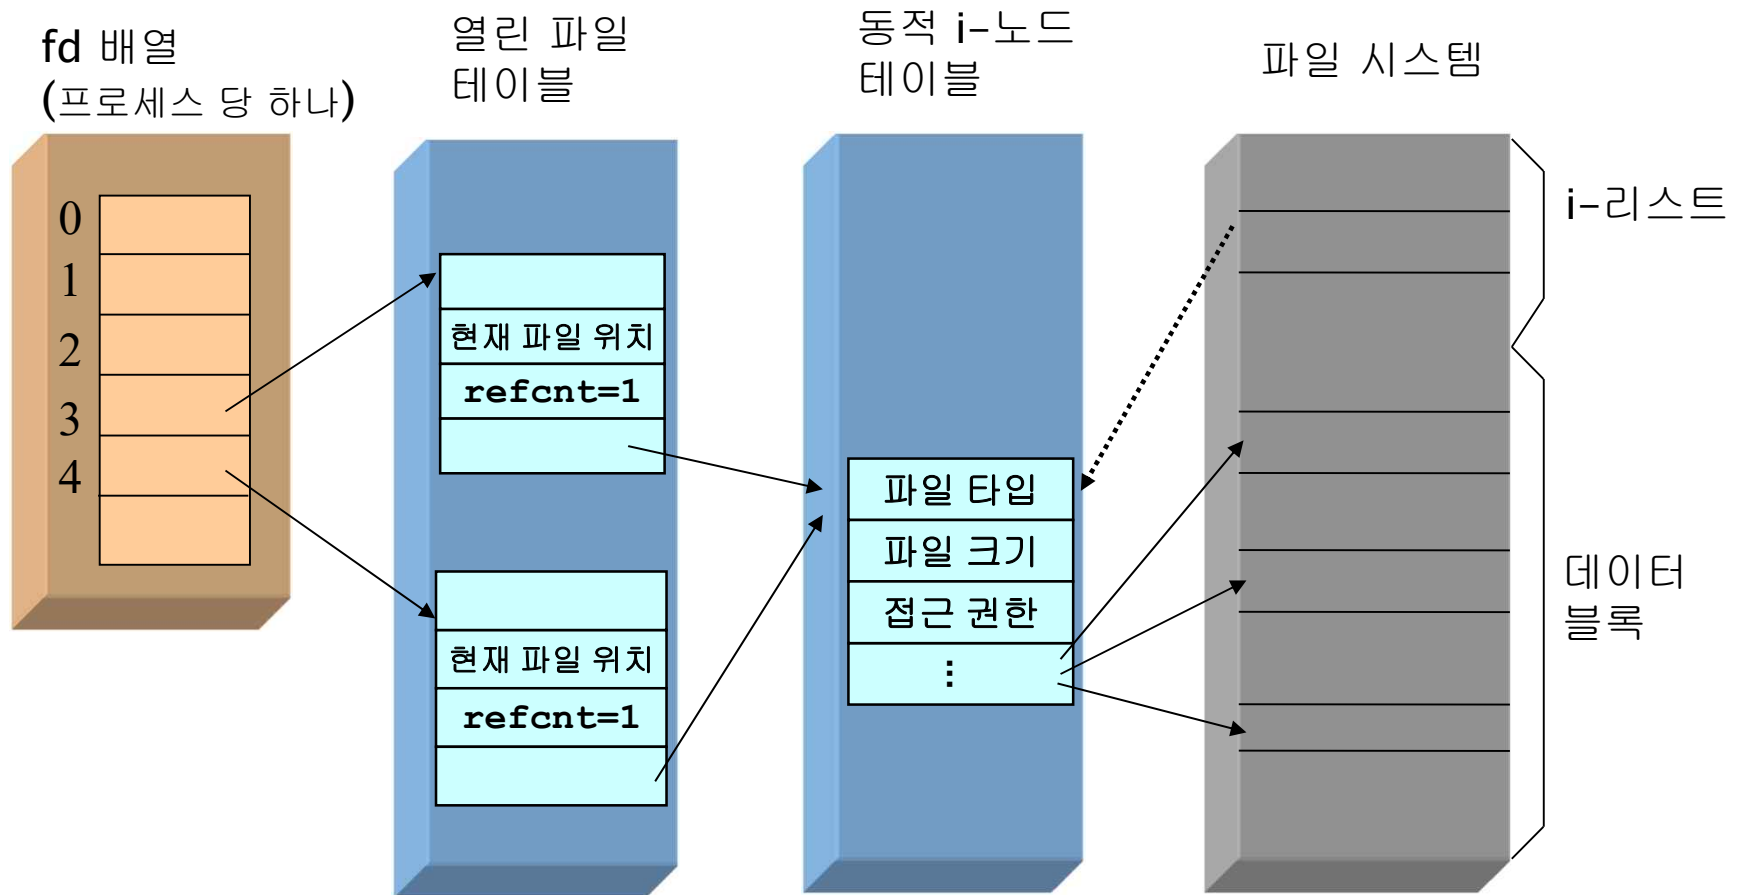 fd 배열
(프로세스 당 하나)
0
1
2
3
4
열린 파일
테이블
현재 파일 위치
refcnt=1
현재 파일 위치
refcnt=1
동적 i-노드
테이블
파일 타입
파일 크기
접근 권한
⋮
파일 시스템
i-리스트
데이터
블록